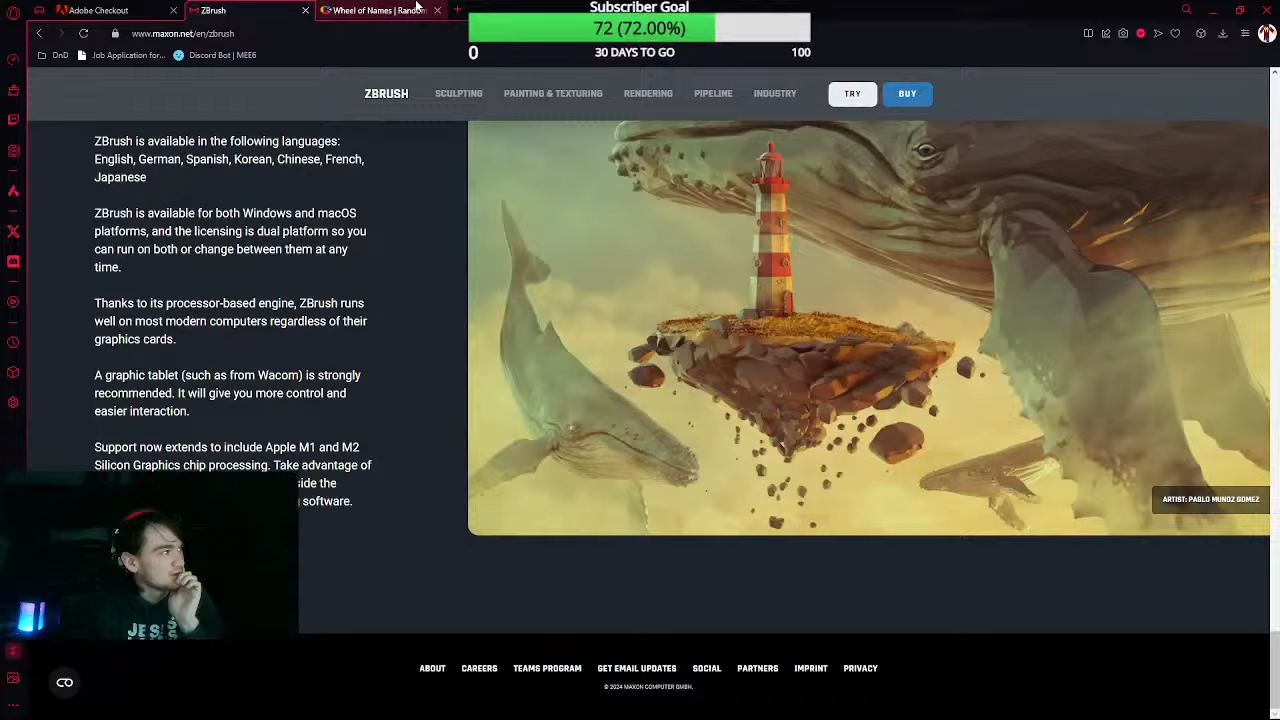 Subscriber Goal
72 (72.00%)
0
30 DAYS TO GO
100
Adobe Checkout
ZBrush
Wheel of Names | Random
www.maxon.net/en/zbrush
DnD
Job Application for...
Discord Bot | MEE6
ZBRUSH
SCULPTING
PAINTING & TEXTURING
RENDERING
PIPELINE
INDUSTRY
TRY
BUY
ZBrush is available in the following languages:
English, German, Spanish, Korean, Chinese, French,
Japanese
ZBrush is available for both Windows and macOS
platforms, and the licensing is dual platform so you
can run on both or change between them at any
time.
Thanks to its processor-based engine, ZBrush runs
well on most modern computers regardless of their
graphics cards.
A graphic tablet (such as from Wacom) is strongly
recommended. It will give you more control and
easier interaction.
Support now extends to include Apple M1 and M2
Silicon Graphics chip processing. Take advantage of
side the
software.
ARTIST: PABLO MUNOZ GOMEZ
JES
ABOUT
CAREERS
TEAMS PROGRAM
GET EMAIL UPDATES
SOCIAL
PARTNERS
IMPRINT
PRIVACY
© 2024 MAXON COMPUTER GMBH.